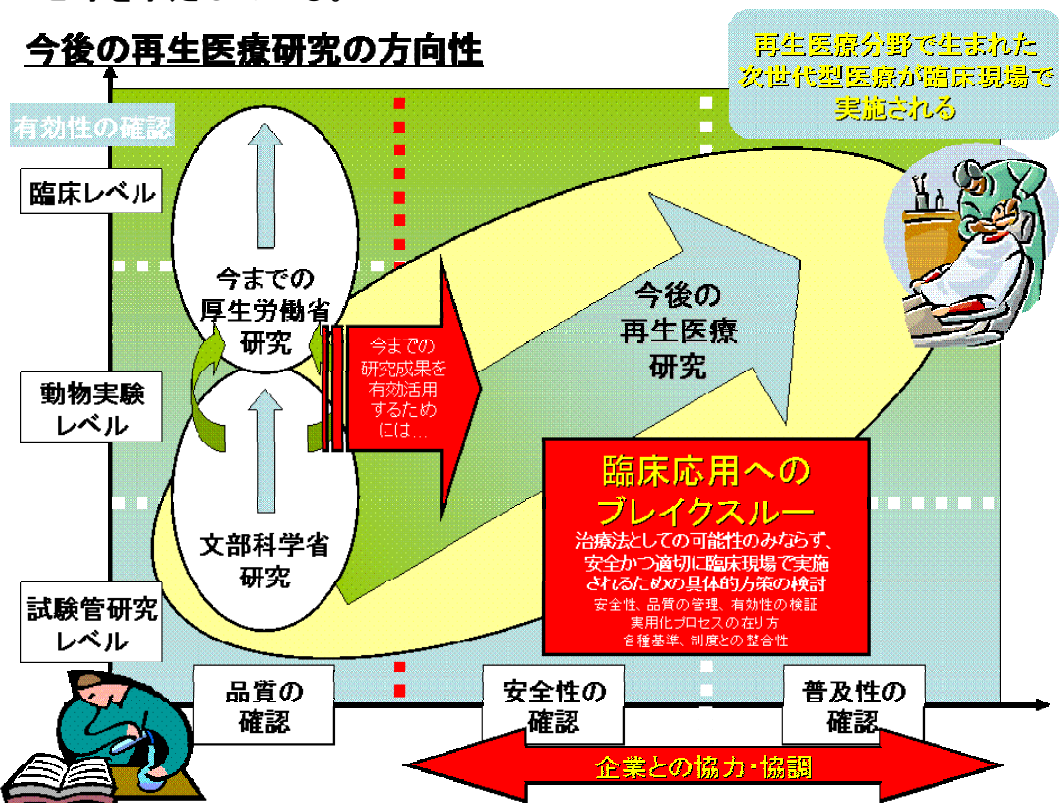 今後の再生医療研究の方向性
再生医療分野で生まれた
次世代型医療が臨床現場で
実施される
有効性の確認
臨床レベル
今までの
厚生労働省
研究
今後の
再生医療
研究
今までの
研究成果を
有効活用
するため
には…
動物実験
レベル
臨床応用への
ブレイクスルー
治療法としての可能性のみならず、
安全かつ適切に臨床現場で実施
されるための具体的方策の検討
安全性、品質の管理、有効性の検証
実用化プロセスの在り方
各種基準、制度との整合性
文部科学省
研究
試験管研究
レベル
品質の
確認
安全性の
確認
普及性の
確認
企業との協力・協調